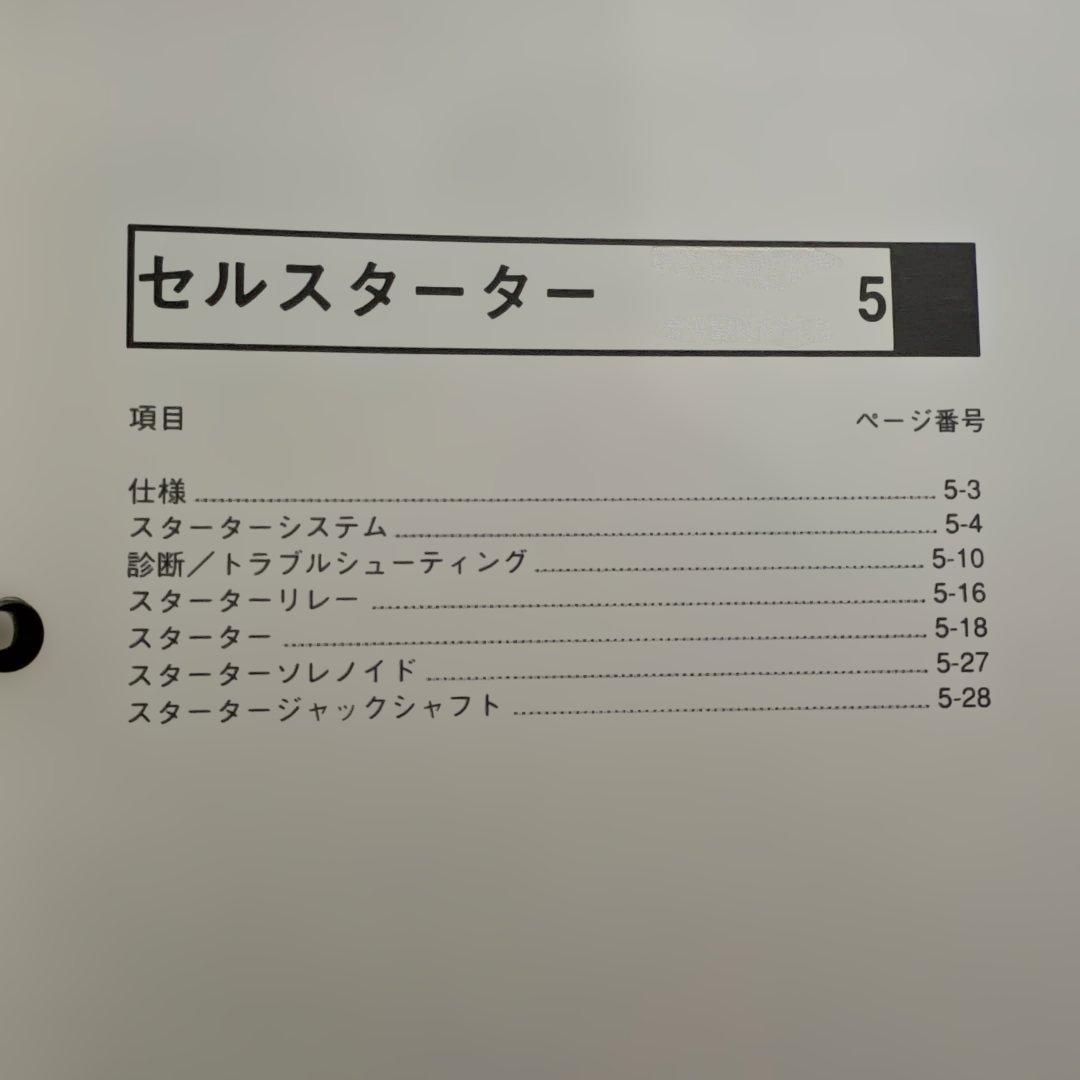 セルスターター 5
項目 ページ番号
仕様 5-3
スターターシステム 5-4
診断／トラブルシューティング 5-10
スターターリレー 5-16
スターター 5-18
スターターソレノイド 5-27
スタータージャックシャフト 5-28